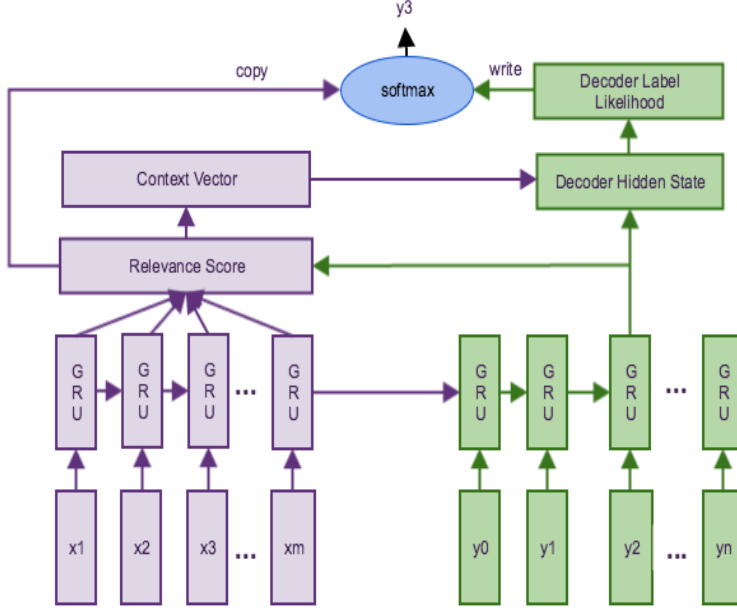 y3
copy
write
softmax
Decoder Label
Likelihood
Context Vector
Decoder Hidden State
Relevance Score
G
R
U
G
R
U
G
R
U
...
G
R
U
G
R
U
G
R
U
G
R
U
...
G
R
U
x1
x2
x3
...
xm
y0
y1
y2
...
yn